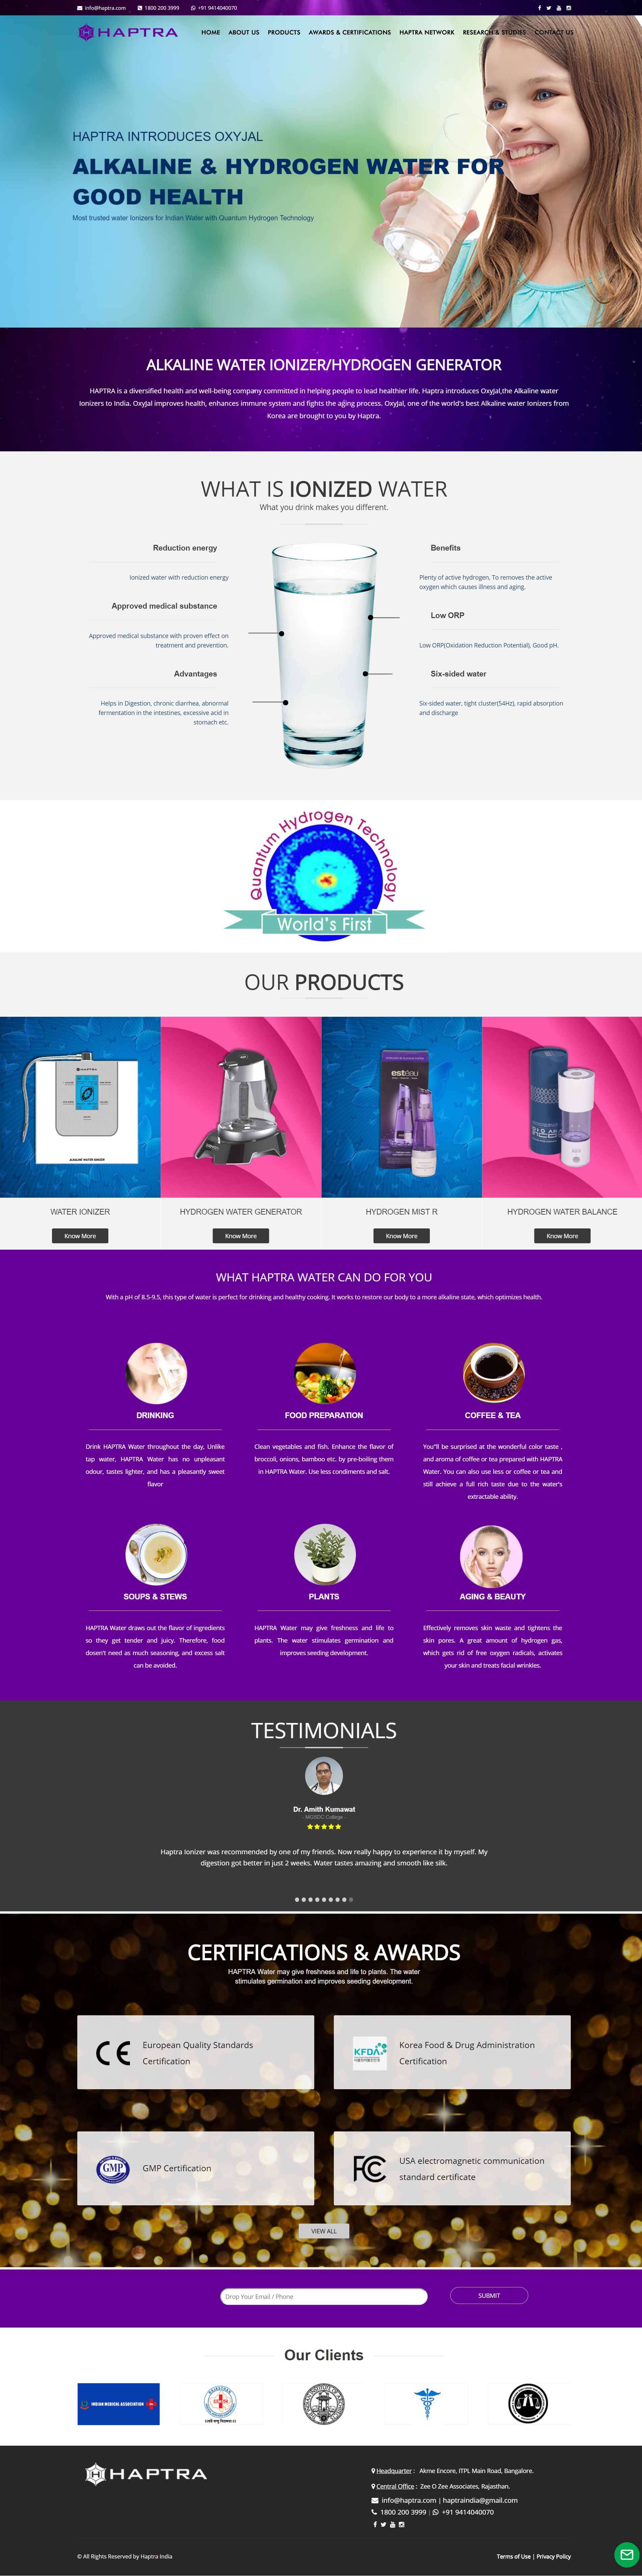 info@haptra.com 1800 200 3999 +91 9414040070
HAPTRA HOME ABOUT US PRODUCTS AWARDS & CERTIFICATIONS HAPTRA NETWORK RESEARCH & STUDIES CONTACT US
HAPTRA INTRODUCES OXYJAL
ALKALINE & HYDROGEN WATER FOR
GOOD HEALTH
Most trusted water Ionizers for Indian Water with Quantum Hydrogen Technology
ALKALINE WATER IONIZER/HYDROGEN GENERATOR
HAPTRA is a diversified health and well-being company committed in helping people to lead healthier life. Haptra introduces OxyJal,the Alkaline water
Ionizers to India. Oxyjal improves health, enhances immune system and fights the aging process. Oxyjal, one of the world's best Alkaline water Ionizers from
Korea are brought to you by Haptra.
WHAT IS IONIZED WATER
What you drink makes you different.
Reduction energy
Ionized water with reduction energy
Approved medical substance
Approved medical substance with proven effect on
treatment and prevention.
Advantages
Helps in Digestion, chronic diarrhea, abnormal
fermentation in the intestines, excessive acid in
stomach etc.
Benefits
Plenty of active hydrogen, To removes the active
oxygen which causes illness and aging.
Low ORP
Low ORP(Oxidation Reduction Potential), Good pH.
Six-sided water
Six-sided water, tight cluster(54Hz), rapid absorption
and discharge
Quantum Hydrogen Technology
World's First
OUR PRODUCTS
HAPTRA
ALKALINE WATER IONIZER
estéau
WATER IONIZER
Know More
HYDROGEN WATER GENERATOR
Know More
HYDROGEN MIST R
Know More
HYDROGEN WATER BALANCE
Know More
WHAT HAPTRA WATER CAN DO FOR YOU
With a pH of 8.5-9.5, this type of water is perfect for drinking and healthy cooking. It works to restore our body to a more alkaline state, which optimizes health.
DRINKING
Drink HAPTRA Water throughout the day, Unlike
tap water, HAPTRA Water has no unpleasant
odour, tastes lighter, and has a pleasantly sweet
flavor
FOOD PREPARATION
Clean vegetables and fish. Enhance the flavor of
broccoli, onions, bamboo etc. by pre-boiling them
in HAPTRA Water. Use less condiments and salt.
COFFEE & TEA
You"ll be surprised at the wonderful color taste ,
and aroma of coffee or tea prepared with HAPTRA
Water. You can also use less or coffee or tea and
still achieve a full rich taste due to the water's
extractable ability.
SOUPS & STEWS
HAPTRA Water draws out the flavor of ingredients
so they get tender and juicy. Therefore, food
dosen't need as much seasoning, and excess salt
can be avoided.
PLANTS
HAPTRA Water may give freshness and life to
plants. The water stimulates germination and
improves seeding development.
AGING & BEAUTY
Effectively removes skin waste and tightens the
skin pores. A great amount of hydrogen gas,
which gets rid of free oxygen radicals, activates
your skin and treats facial wrinkles.
TESTIMONIALS
Dr. Amith Kumawat
- MGSDC College -
Haptra Ionizer was recommended by one of my friends. Now really happy to experience it by myself. My
digestion got better in just 2 weeks. Water tastes amazing and smooth like silk.
CERTIFICATIONS & AWARDS
HAPTRA Water may give freshness and life to plants. The water
stimulates germination and improves seeding development.
CE European Quality Standards
Certification
KFDA Korea Food & Drug Administration
Certification
GMP GMP Certification
FC USA electromagnetic communication
standard certificate
VIEW ALL
Drop Your Email / Phone
SUBMIT
Our Clients
INDIAN MEDICAL ASSOCIATION
HAPTRA
Headquarter : Akme Encore, ITPL Main Road, Bangalore.
Central Office : Zee O Zee Associates, Rajasthan.
info@haptra.com | haptraindia@gmail.com
1800 200 3999 | +91 9414040070
© All Rights Reserved by Haptra India
Terms of Use | Privacy Policy